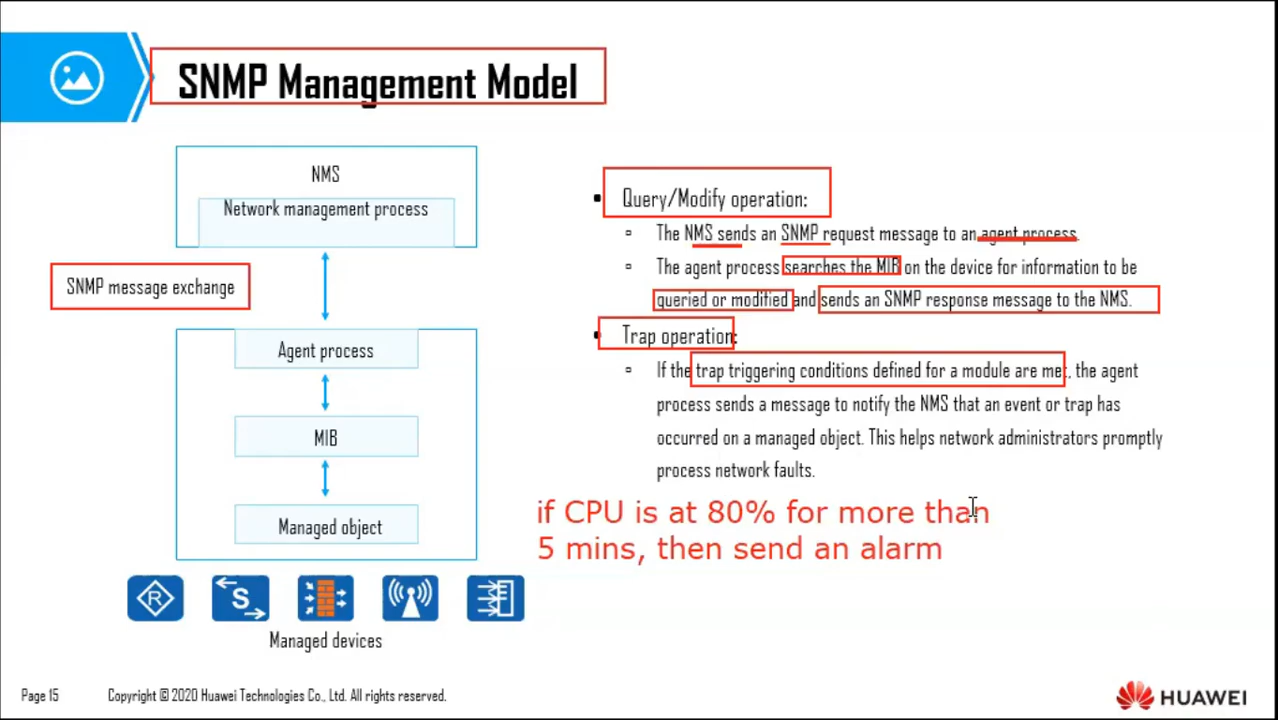 SNMP Management Model
NMS
Network management process
SNMP message exchange
Agent process
MIB
Managed object
R
S
Managed devices
▪ Query/Modify operation:
▫ The NMS sends an SNMP request message to an agent process.
▫ The agent process searches the MIB on the device for information to be
queried or modified and sends an SNMP response message to the NMS.
▪ Trap operation:
▫ If the trap triggering conditions defined for a module are met, the agent
process sends a message to notify the NMS that an event or trap has
occurred on a managed object. This helps network administrators promptly
process network faults.
if CPU is at 80% for more than
5 mins, then send an alarm
Page 15
Copyright © 2020 Huawei Technologies Co., Ltd. All rights reserved.
HUAWEI